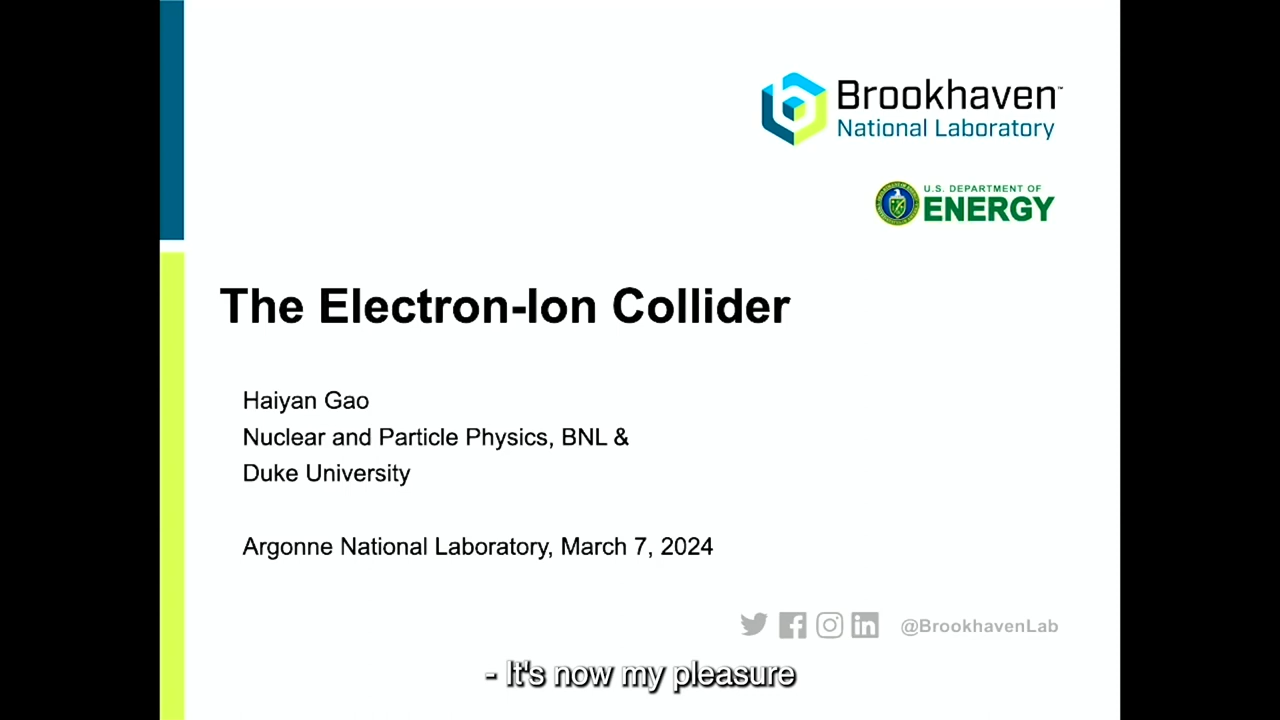 Brookhaven™
National Laboratory
U.S. DEPARTMENT OF
ENERGY
The Electron-Ion Collider
Haiyan Gao
Nuclear and Particle Physics, BNL &
Duke University
Argonne National Laboratory, March 7, 2024
@BrookhavenLab
- It's now my pleasure